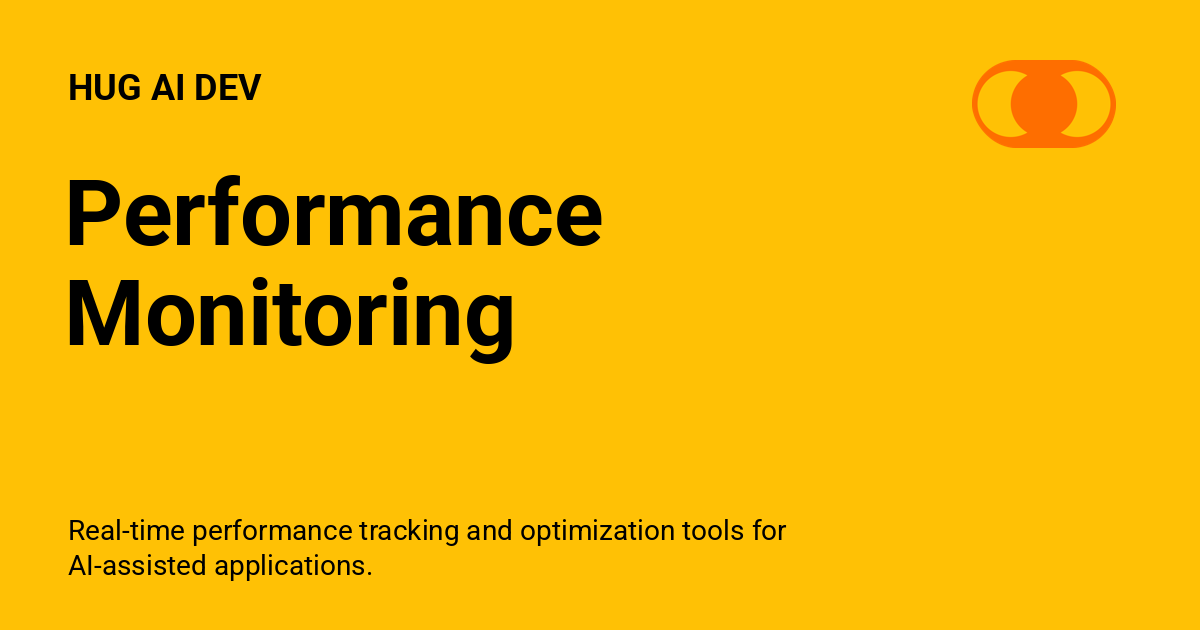 HUG AI DEV
Performance
Monitoring
Real-time performance tracking and optimization tools for
AI-assisted applications.